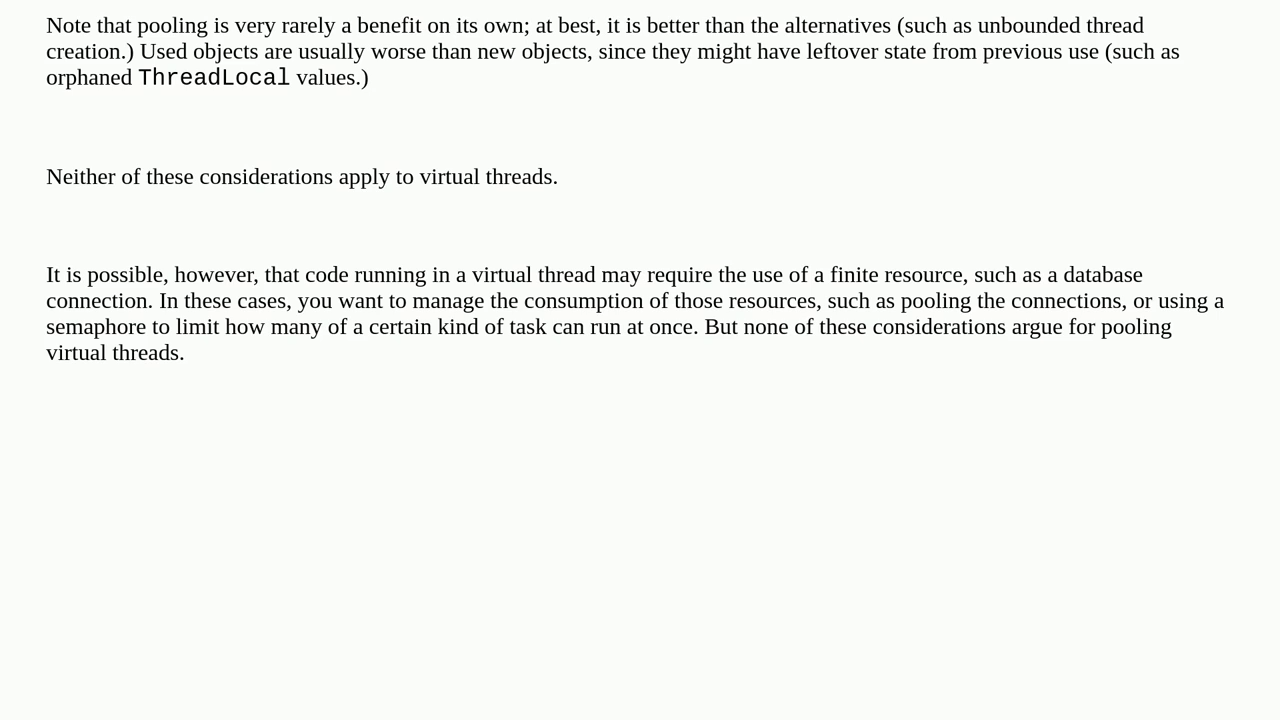 Note that pooling is very rarely a benefit on its own; at best, it is better than the alternatives (such as unbounded thread
creation.) Used objects are usually worse than new objects, since they might have leftover state from previous use (such as
orphaned ThreadLocal values.)
Neither of these considerations apply to virtual threads.
It is possible, however, that code running in a virtual thread may require the use of a finite resource, such as a database
connection. In these cases, you want to manage the consumption of those resources, such as pooling the connections, or using a
semaphore to limit how many of a certain kind of task can run at once. But none of these considerations argue for pooling
virtual threads.